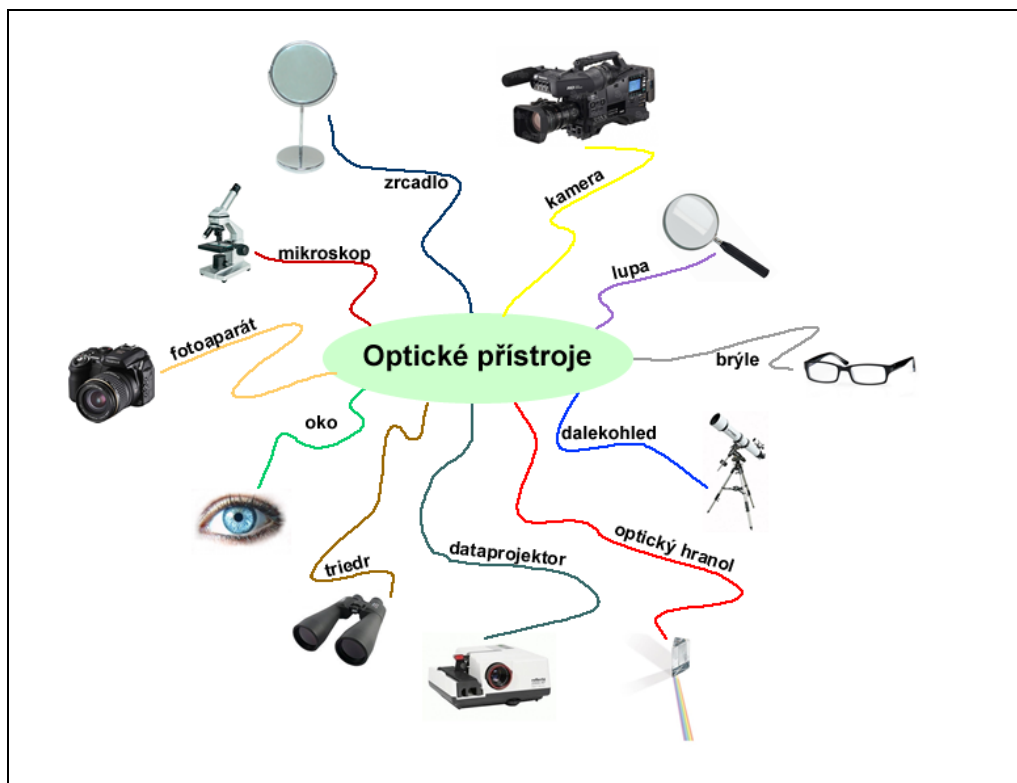 zrcadlo
kamera
mikroskop
lupa
fotoaparát
Optické přístroje
brýle
oko
dalekohled
optický hranol
dataprojektor
triedr